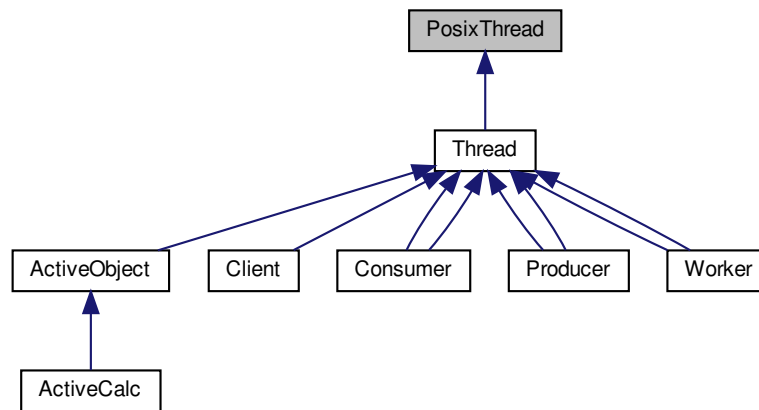 PosixThread
Thread
ActiveObject
Client
Consumer
Producer
Worker
ActiveCalc